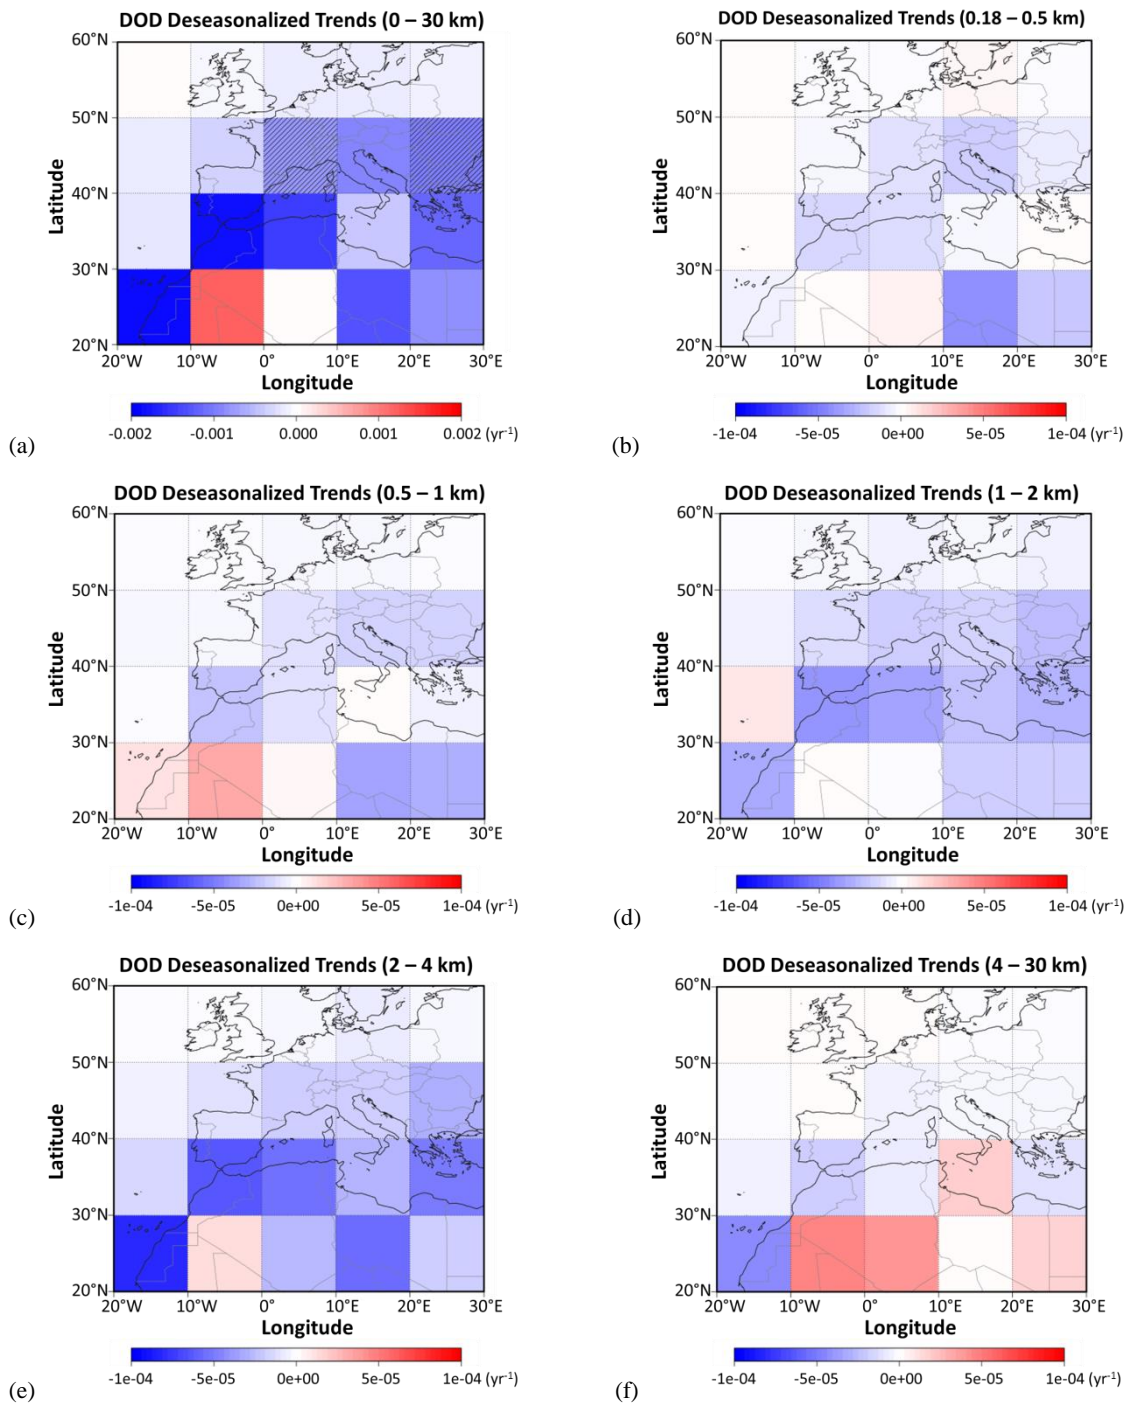 DOD Deseasonalized Trends (0 – 30 km)
60°N
50°N
40°N
30°N
20°N
Latitude
20°W 10°W 0° 10°E 20°E 30°E
Longitude
-0.002 -0.001 0.000 0.001 0.002 (yr-1)
(a)
DOD Deseasonalized Trends (0.18 – 0.5 km)
60°N
50°N
40°N
30°N
20°N
Latitude
20°W 10°W 0° 10°E 20°E 30°E
Longitude
-1e-04 -5e-05 0e+00 5e-05 1e-04 (yr-1)
(b)
DOD Deseasonalized Trends (0.5 – 1 km)
60°N
50°N
40°N
30°N
20°N
Latitude
20°W 10°W 0° 10°E 20°E 30°E
Longitude
-1e-04 -5e-05 0e+00 5e-05 1e-04 (yr-1)
(c)
DOD Deseasonalized Trends (1 – 2 km)
60°N
50°N
40°N
30°N
20°N
Latitude
20°W 10°W 0° 10°E 20°E 30°E
Longitude
-1e-04 -5e-05 0e+00 5e-05 1e-04 (yr-1)
(d)
DOD Deseasonalized Trends (2 – 4 km)
60°N
50°N
40°N
30°N
20°N
Latitude
20°W 10°W 0° 10°E 20°E 30°E
Longitude
-1e-04 -5e-05 0e+00 5e-05 1e-04 (yr-1)
(e)
DOD Deseasonalized Trends (4 – 30 km)
60°N
50°N
40°N
30°N
20°N
Latitude
20°W 10°W 0° 10°E 20°E 30°E
Longitude
-1e-04 -5e-05 0e+00 5e-05 1e-04 (yr-1)
(f)